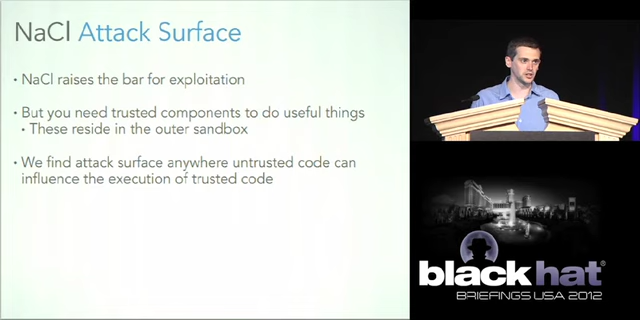 NaCl Attack Surface
• NaCl raises the bar for exploitation
• But you need trusted components to do useful things
• These reside in the outer sandbox
• We find attack surface anywhere untrusted code can
influence the execution of trusted code
black hat®
BRIEFINGS USA 2012